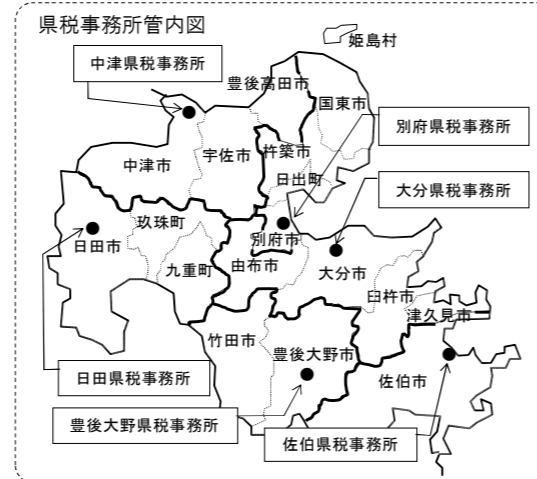 県税事務所管内図
姫島村
中津県税事務所
豊後高田市
国東市
別府県税事務所
中津市
宇佐市
杵築市
日出町
大分県税事務所
玖珠町
日田市
別府市
九重町
由布市
大分市
臼杵市
津久見市
竹田市
豊後大野市
佐伯市
日田県税事務所
豊後大野県税事務所
佐伯県税事務所